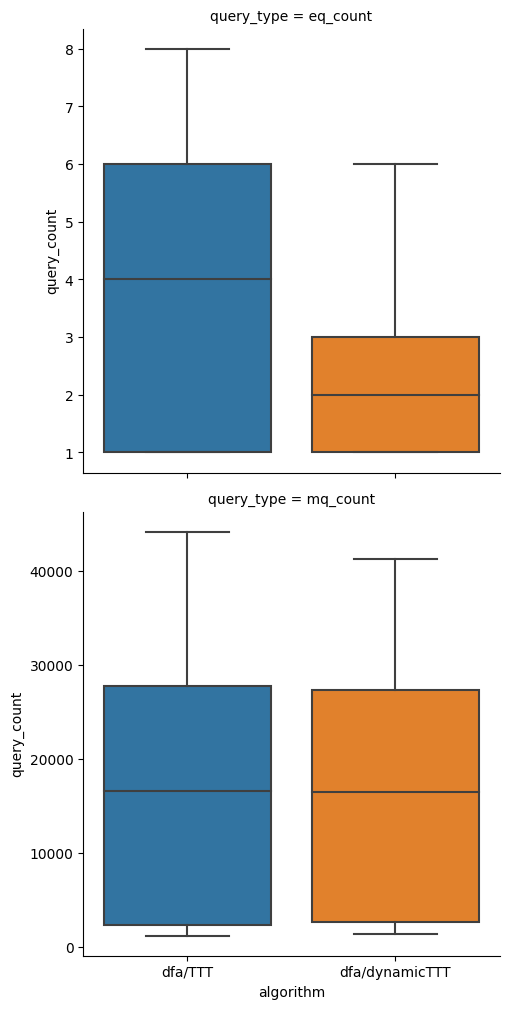 query_type = eq_count
8
7
6
5
4
3
2
1
query_count
query_type = mq_count
40000
30000
20000
10000
0
query_count
dfa/TTT dfa/dynamicTTT
algorithm